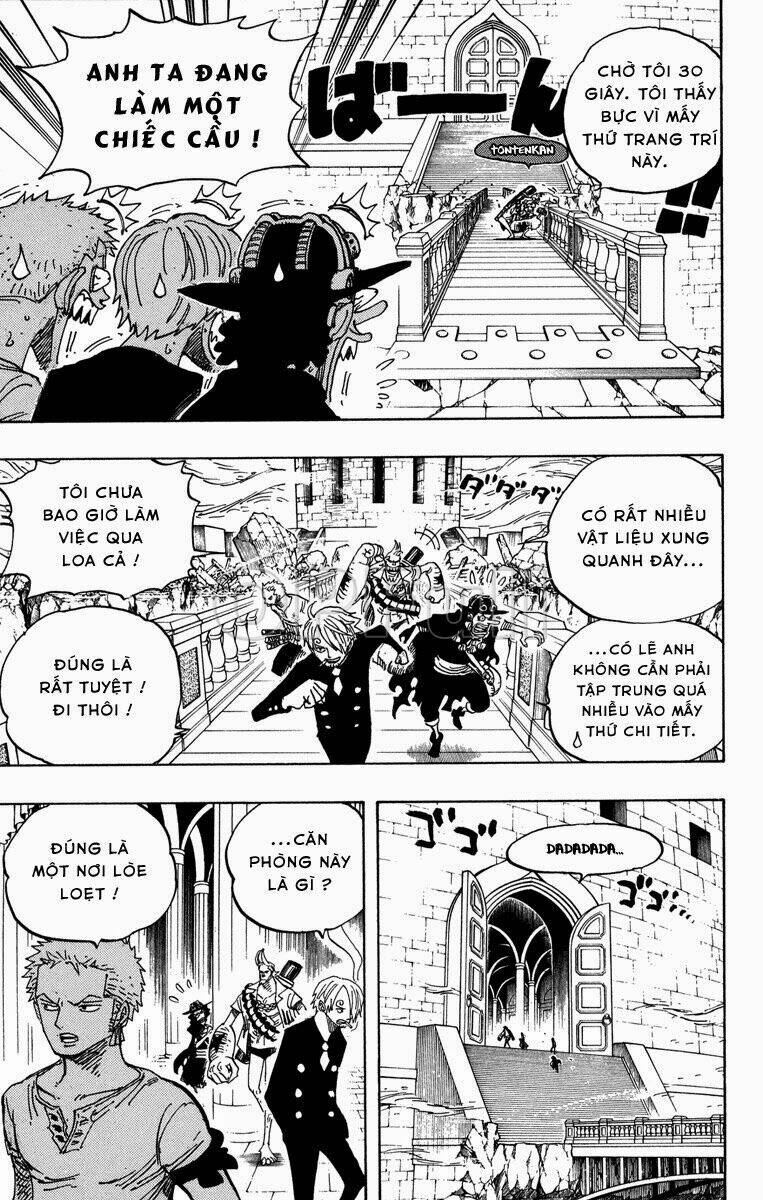 CHỜ TÔI 30
GIÂY. TÔI THẤY
BỰC VÌ MẤY
THỨ TRANG TRÍ
NÀY.
ばーーん
!!
TONTENKAN
ANH TA ĐANG
LÀM MỘT
CHIẾC CẦU !
CÓ RẤT NHIỀU
VẬT LIỆU XUNG
QUANH ĐÂY...
ダダダダッ
...CÓ LẼ ANH
KHÔNG CẦN PHẢI
TẬP TRUNG QUÁ
NHIỀU VÀO MẤY
THỨ CHI TIẾT.
TÔI CHƯA
BAO GIỜ LÀM
VIỆC QUA
LOA CẢ !
ĐÚNG LÀ
RẤT TUYỆT !
ĐI THÔI !
DADADADA...
ゴゴ
ゴゴ...
...CĂN
PHÒNG NÀY
LÀ GÌ ?
ĐÚNG LÀ
MỘT NƠI LÒE
LOẸT !